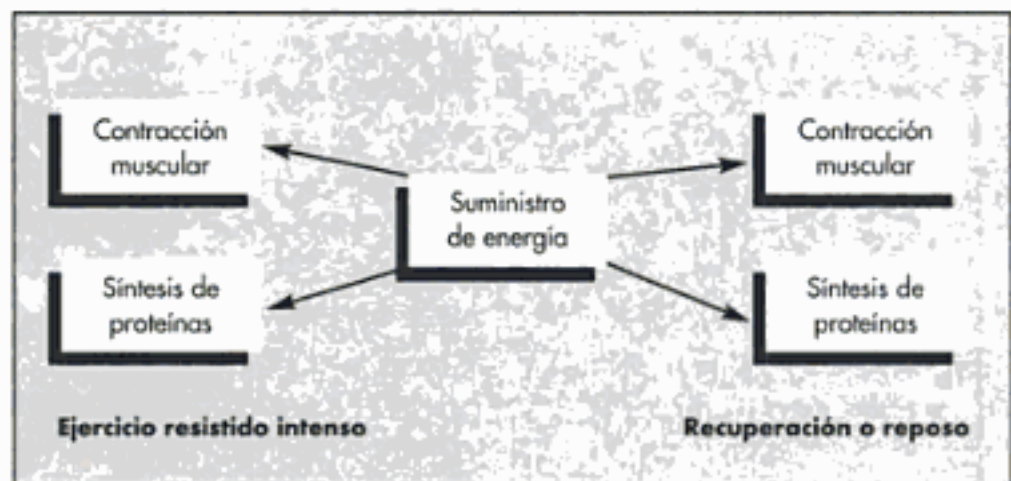 Contracción
muscular
Contracción
muscular
Suministro
de energía
Síntesis de
proteínas
Síntesis de
proteínas
Ejercicio resistido intenso
Recuperación o reposo